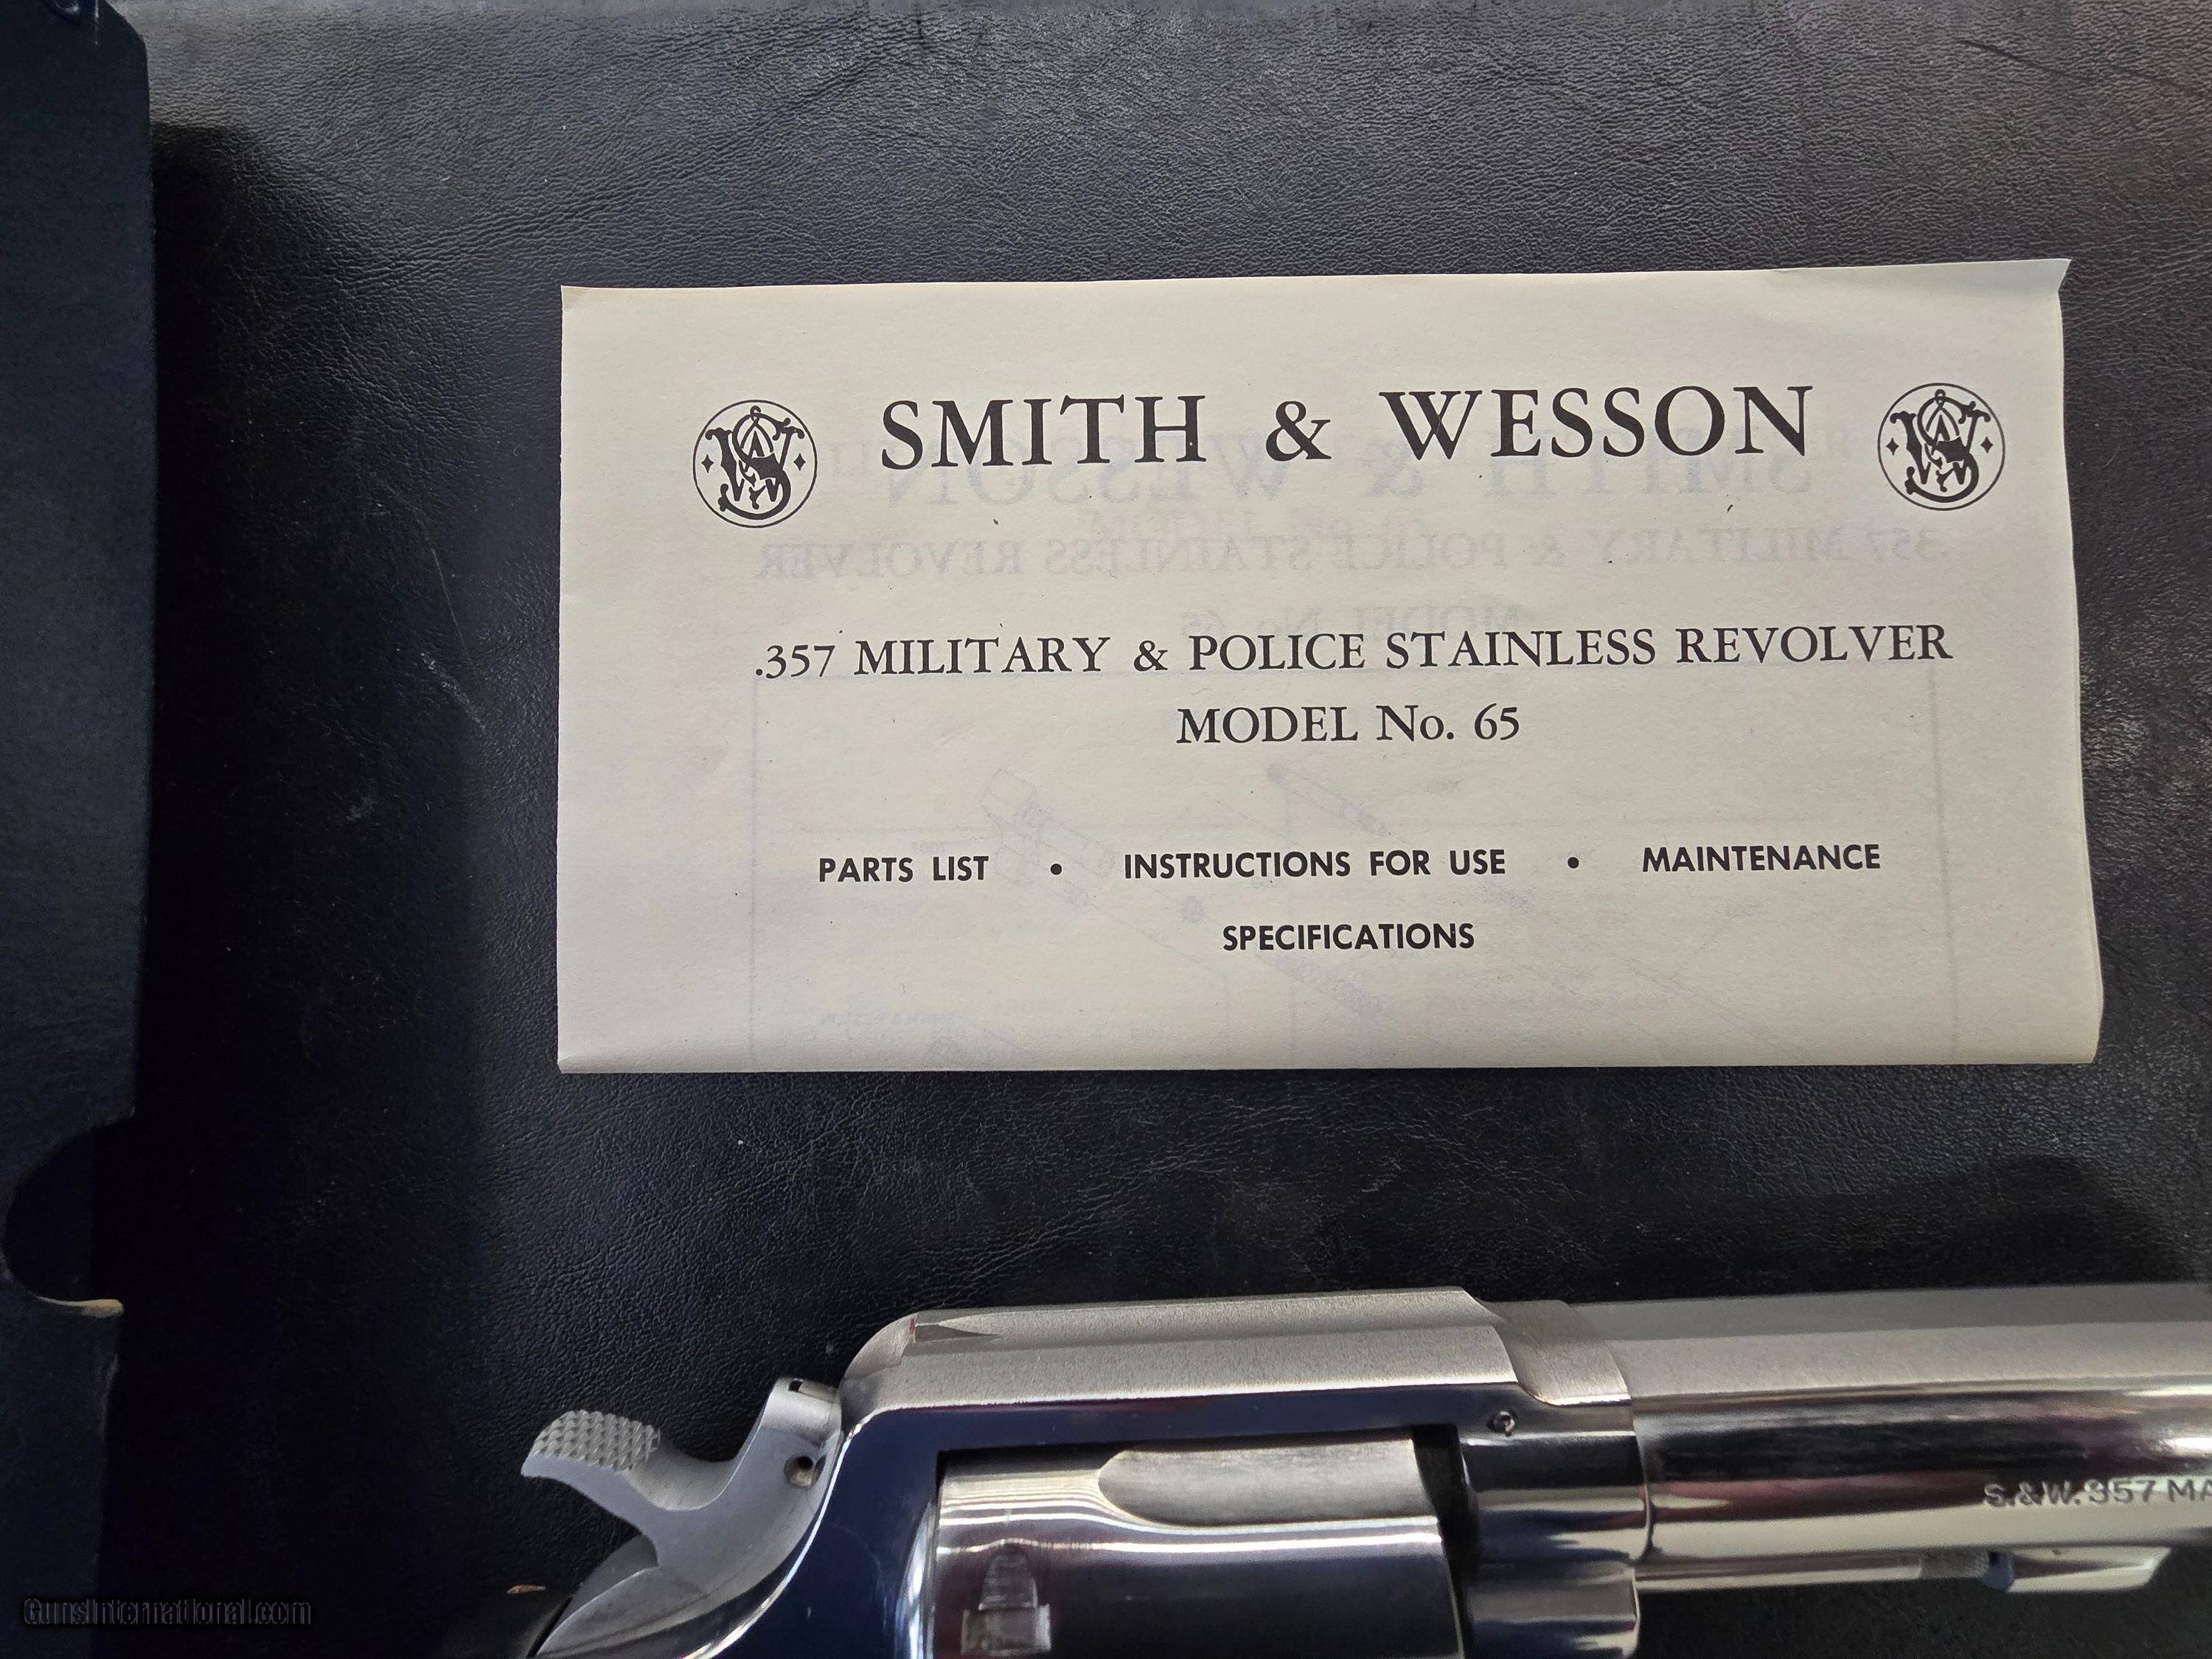 SMITH & WESSON
.357 MILITARY & POLICE STAINLESS REVOLVER
MODEL No. 65
PARTS LIST • INSTRUCTIONS FOR USE • MAINTENANCE
SPECIFICATIONS
S.&W. 357 MA
GunsInternational.com